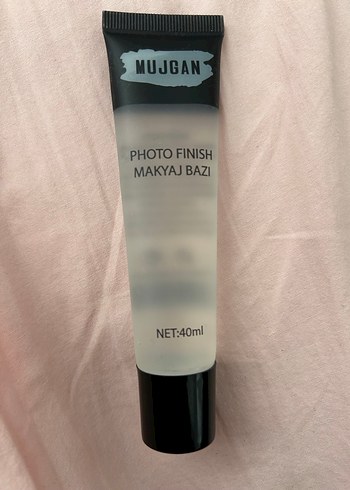 MUJGAN
PHOTO FINISH
MAKYAJ BAZI
NET:40ml